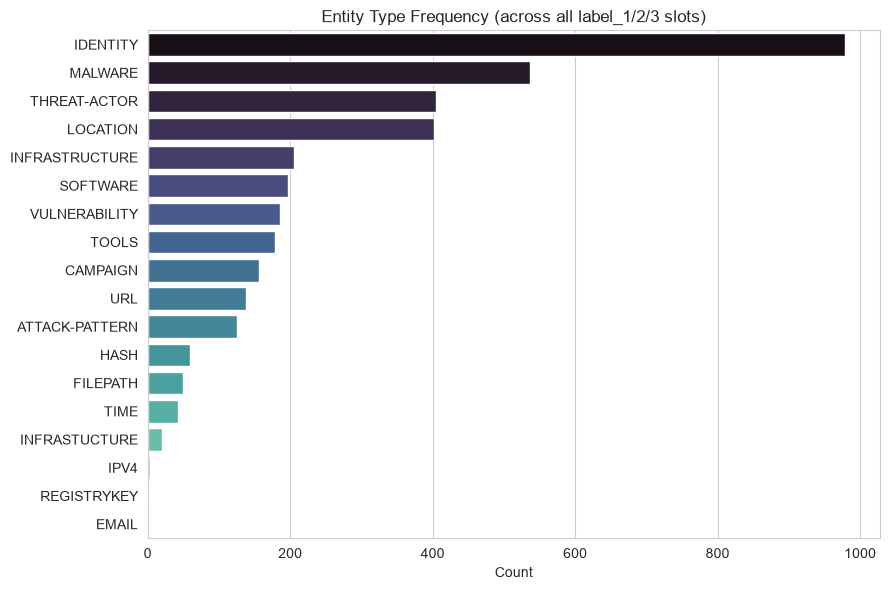 Entity Type Frequency (across all label_1/2/3 slots)
IDENTITY
MALWARE
THREAT-ACTOR
LOCATION
INFRASTRUCTURE
SOFTWARE
VULNERABILITY
TOOLS
CAMPAIGN
URL
ATTACK-PATTERN
HASH
FILEPATH
TIME
INFRASTUCTURE
IPV4
REGISTRYKEY
EMAIL
0 200 400 600 800 1000
Count